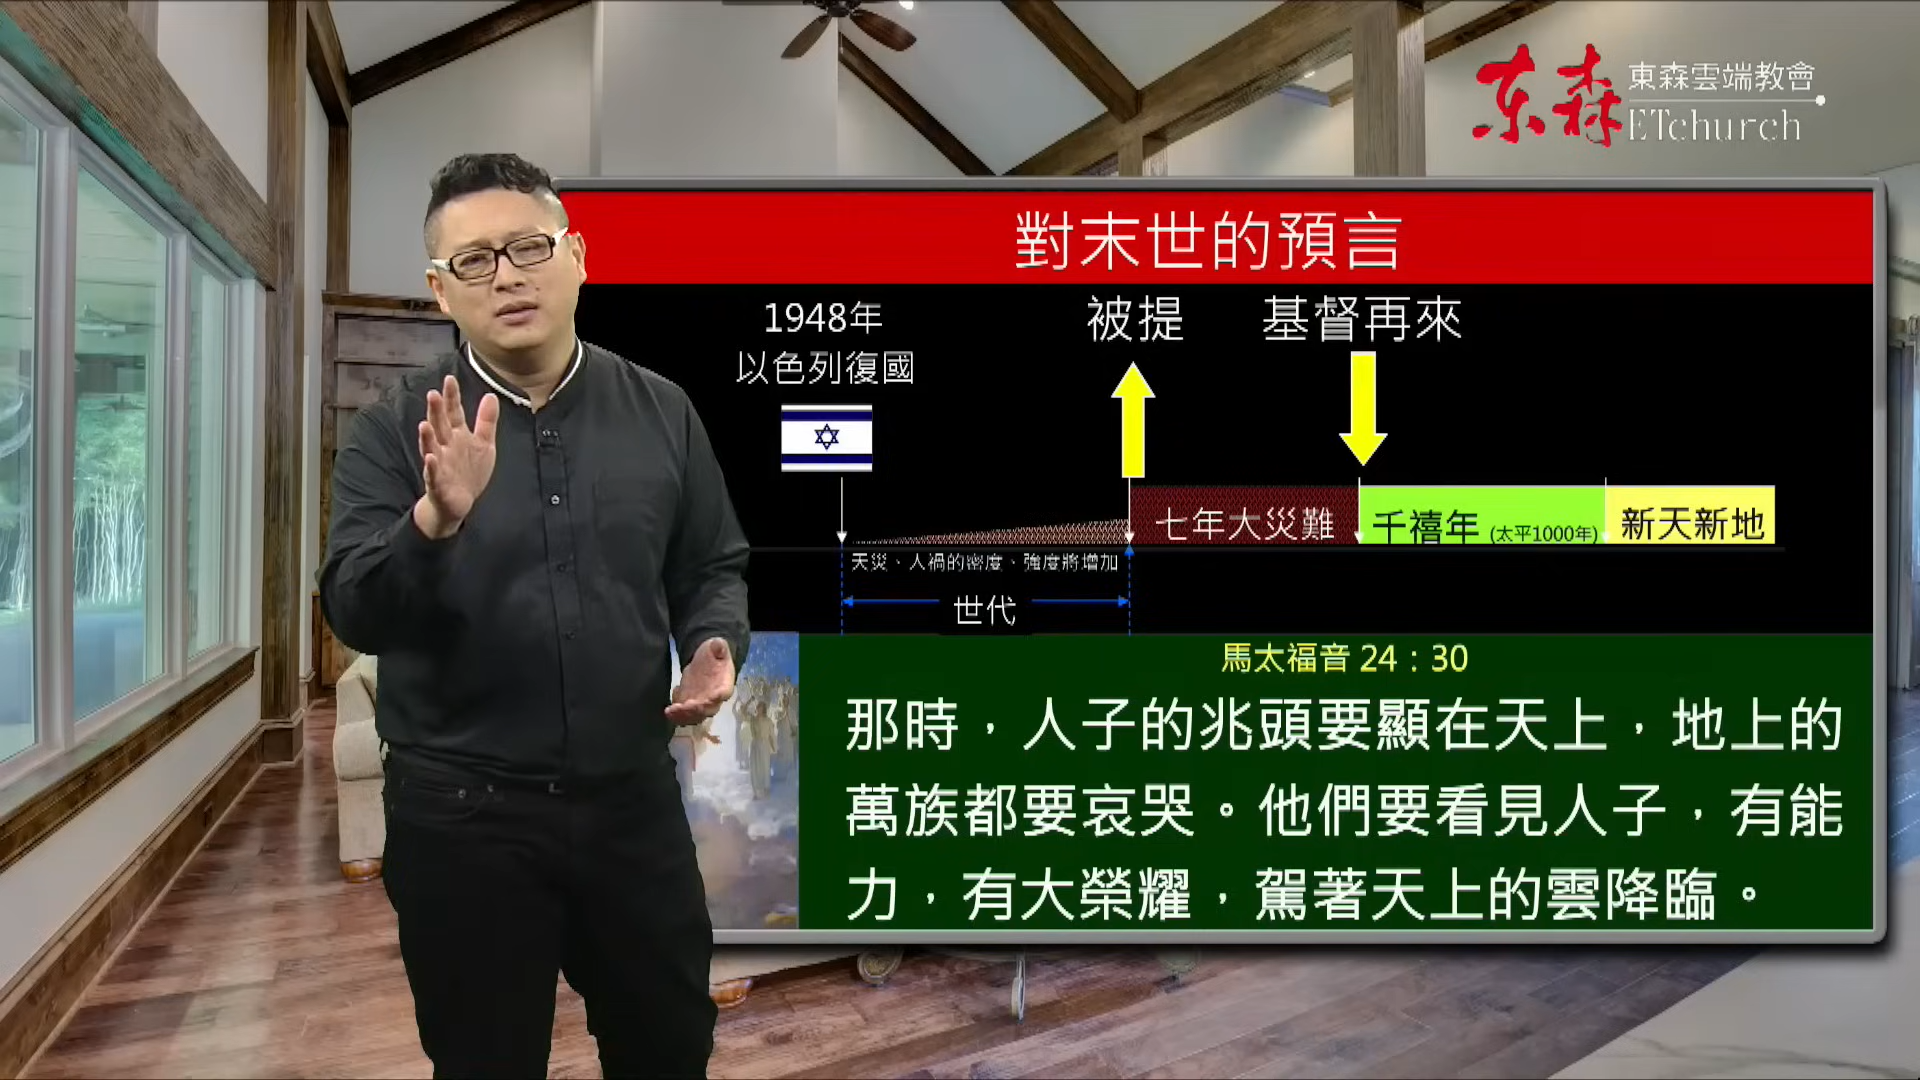 东森
東森雲端教會
ETchurch
對末世的預言
1948年
以色列復國
被提
基督再來
七年大災難
千禧年 (太平1000年)
新天新地
天災、人禍的密度、強度將增加
世代
馬太福音 24：30
那時，人子的兆頭要顯在天上，地上的
萬族都要哀哭。他們要看見人子，有能
力，有大榮耀，駕著天上的雲降臨。